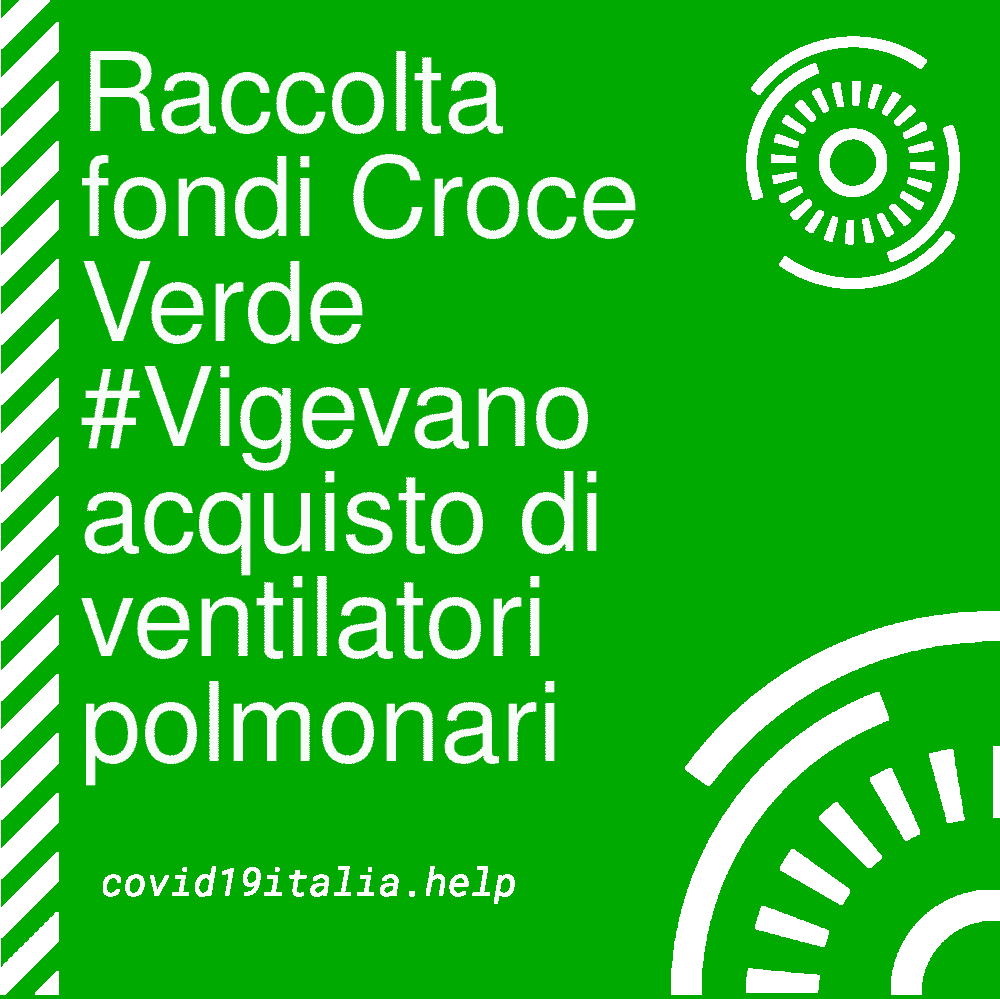 Raccolta
fondi Croce
Verde
#Vigevano
acquisto di
ventilatori
polmonari
covid19italia.help